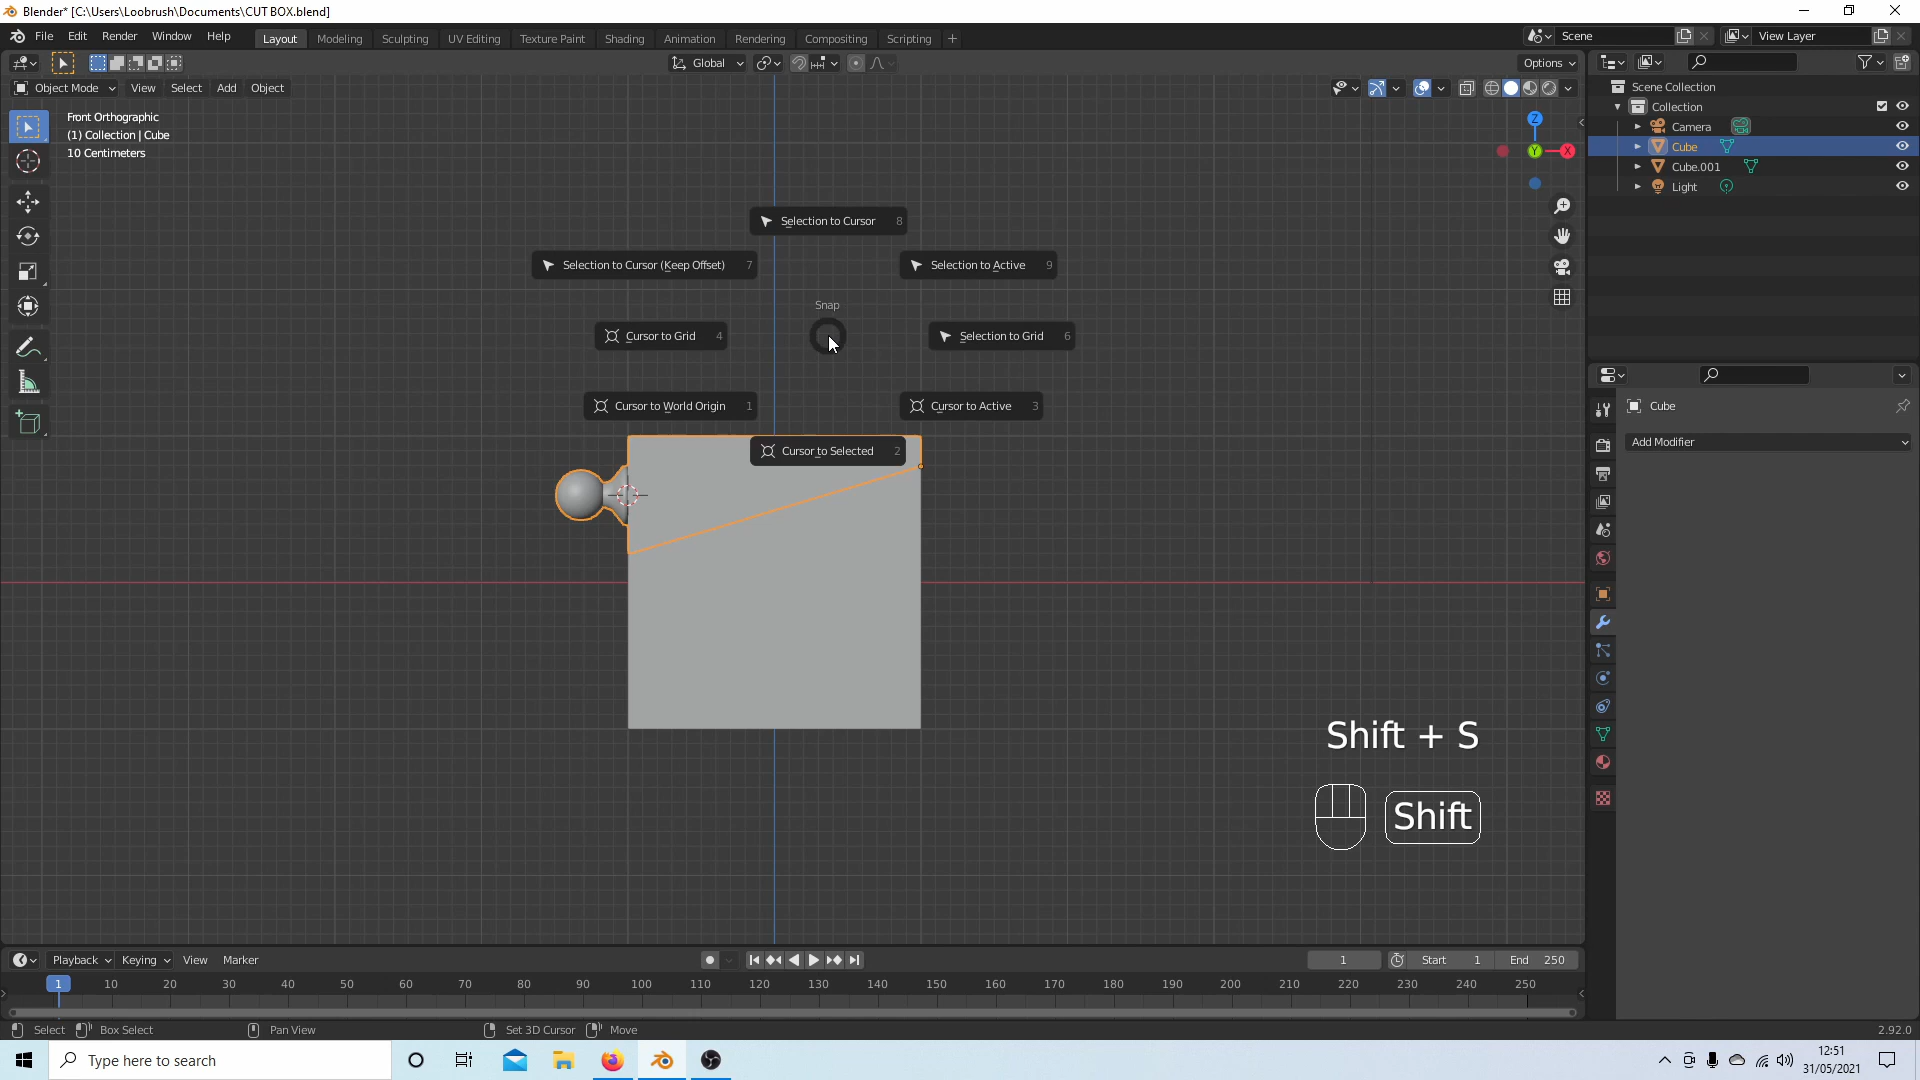 Blender* [C:\Users\Loobrush\Documents\CUT BOX.blend]
File Edit Render Window Help Layout Modeling Sculpting UV Editing Texture Paint Shading Animation Rendering Compositing Scripting + Scene View Layer
Global Options
Object Mode View Select Add Object
Front Orthographic
(1) Collection | Cube
10 Centimeters
Z
Y
X
Scene Collection
Collection
Camera
Cube
Cube.001
Light
Selection to Cursor 8
Selection to Cursor (Keep Offset) 7
Selection to Active 9
Snap
Cursor to Grid 4
Selection to Grid 6
Cursor to World Origin 1
Cursor to Active 3
Cursor to Selected 2
Cube
Add Modifier
Shift + S
Shift
Playback Keying View Marker 1 Start 1 End 250
1 10 20 30 40 50 60 70 80 90 100 110 120 130 140 150 160 170 180 190 200 210 220 230 240 250
Select Box Select Pan View Set 3D Cursor Move 2.92.0
Type here to search
12:51
31/05/2021